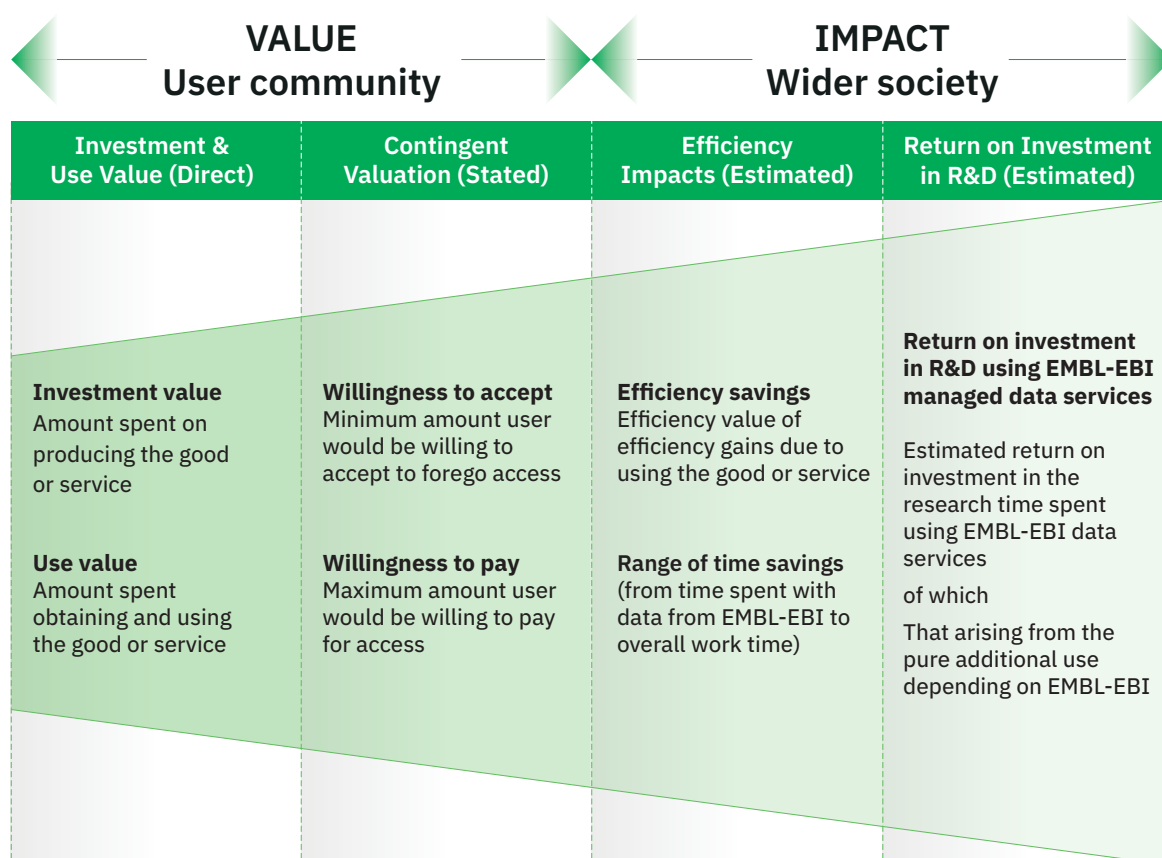 VALUE
User community
IMPACT
Wider society
Investment &
Use Value (Direct)
Contingent
Valuation (Stated)
Efficiency
Impacts (Estimated)
Return on Investment
in R&D (Estimated)
Investment value
Amount spent on
producing the good
or service
Use value
Amount spent
obtaining and using
the good or service
Willingness to accept
Minimum amount user
would be willing to
accept to forego access
Willingness to pay
Maximum amount user
would be willing to pay
for access
Efficiency savings
Efficiency value of
efficiency gains due to
using the good or service
Range of time savings
(from time spent with
data from EMBL-EBI to
overall work time)
Return on investment
in R&D using EMBL-EBI
managed data services
Estimated return on
investment in the
research time spent
using EMBL-EBI data
services
of which
That arising from the
pure additional use
depending on EMBL-EBI